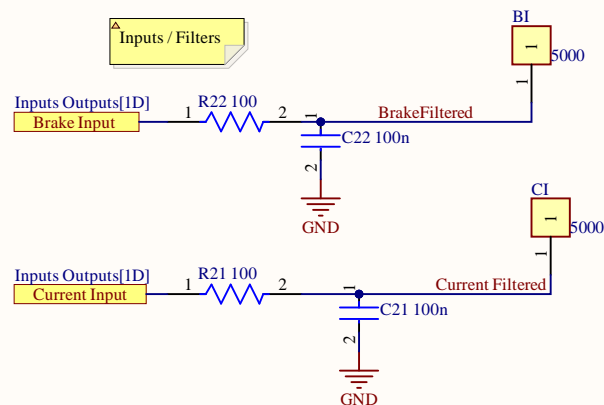 Inputs / Filters
BI
1
5000
1
Inputs Outputs[1D]
Brake Input
1
R22 100
2
1
BrakeFiltered
C22 100n
2
GND
CI
1
5000
1
Inputs Outputs[1D]
Current Input
1
R21 100
2
1
Current Filtered
C21 100n
2
GND